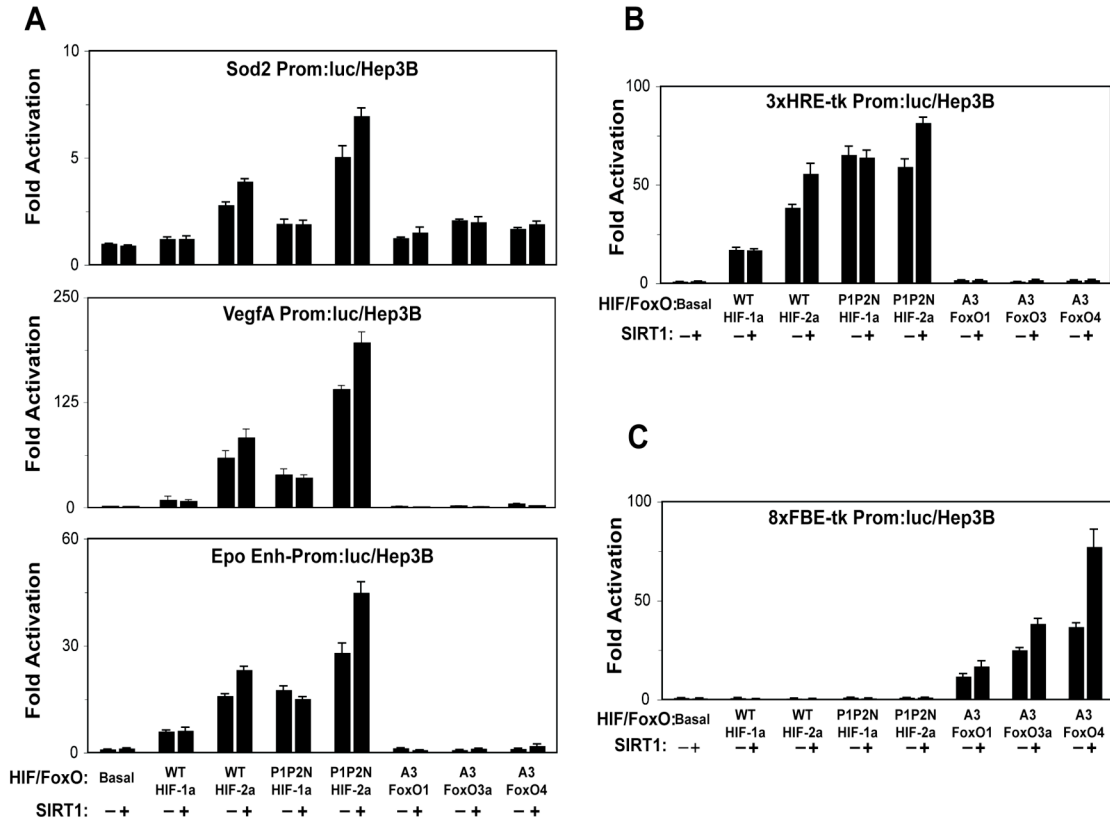 A
Sod2 Prom:luc/Hep3B
10
5
0
Fold Activation
VegfA Prom:luc/Hep3B
250
125
0
Fold Activation
Epo Enh-Prom:luc/Hep3B
60
30
0
Fold Activation
HIF/FoxO: Basal WT HIF-1a WT HIF-2a P1P2N HIF-1a P1P2N HIF-2a A3 FoxO1 A3 FoxO3a A3 FoxO4
SIRT1: – + – + – + – + – + – + – + – +
B
3xHRE-tk Prom:luc/Hep3B
100
50
0
Fold Activation
HIF/FoxO: Basal WT HIF-1a WT HIF-2a P1P2N HIF-1a P1P2N HIF-2a A3 FoxO1 A3 FoxO3 A3 FoxO4
SIRT1: – + – + – + – + – + – + – + – +
C
8xFBE-tk Prom:luc/Hep3B
100
50
0
Fold Activation
HIF/FoxO: Basal WT HIF-1a WT HIF-2a P1P2N HIF-1a P1P2N HIF-2a A3 FoxO1 A3 FoxO3a A3 FoxO4
SIRT1: – + – + – + – + – + – + – + – +